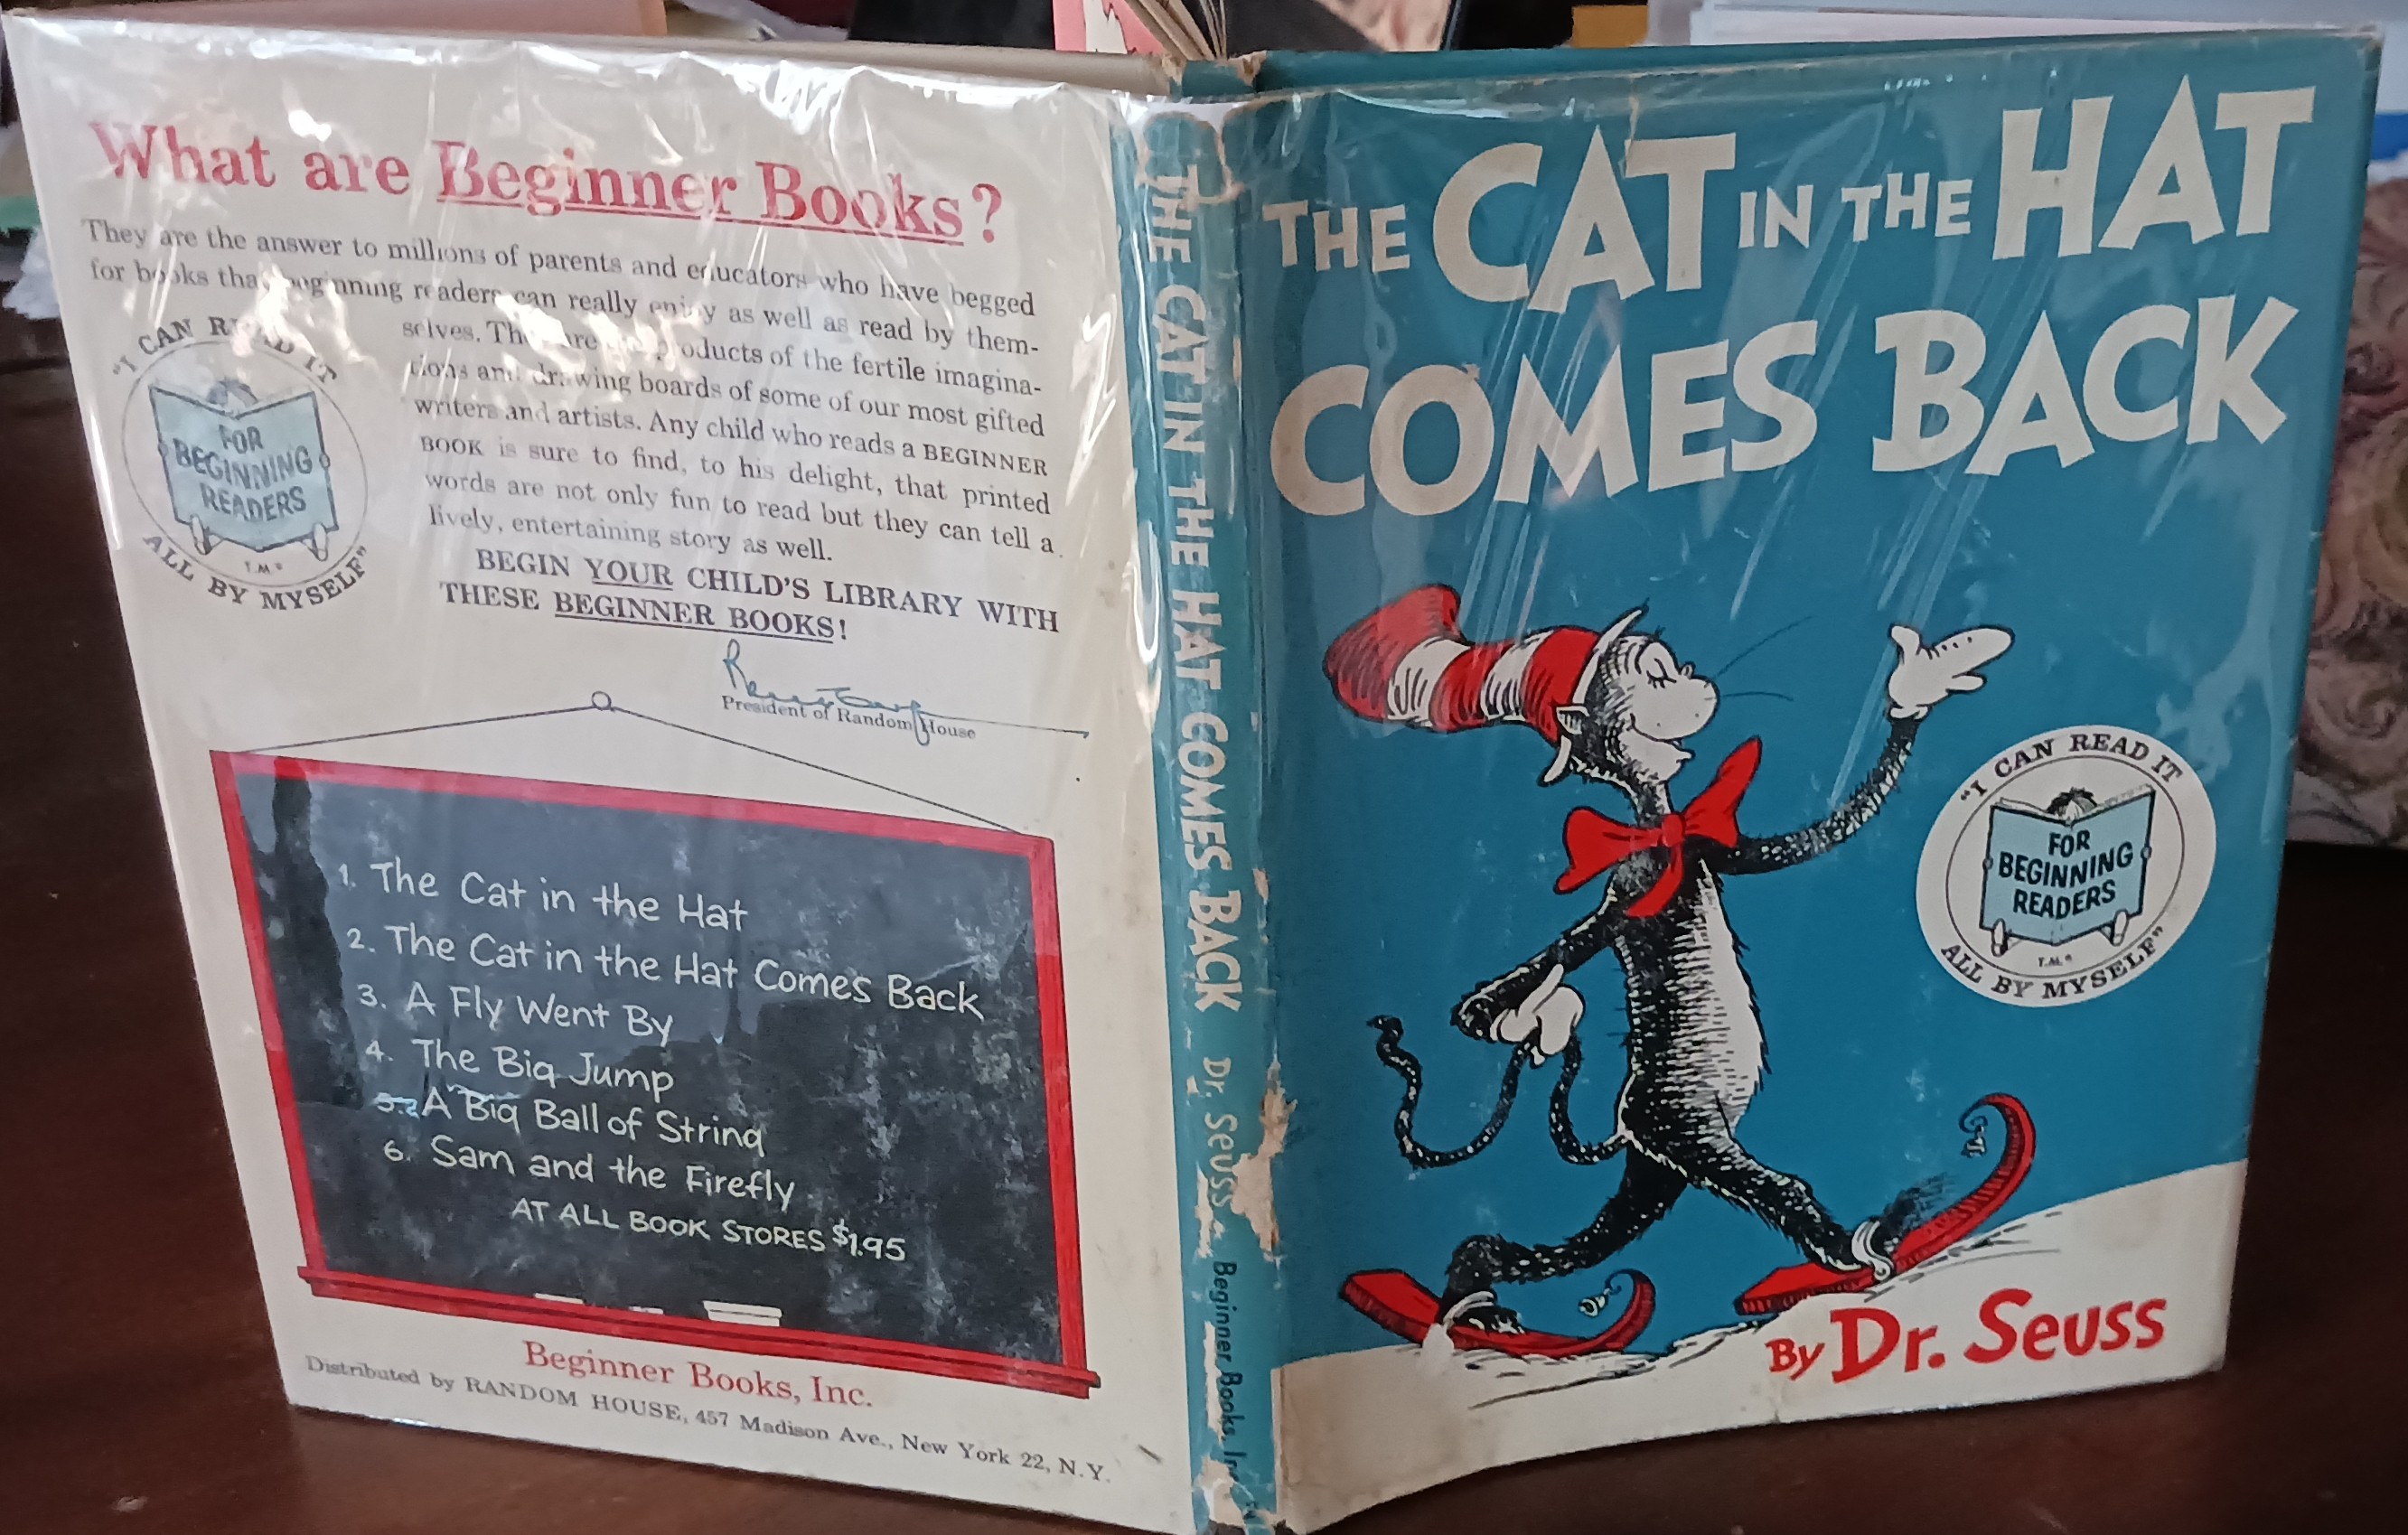 What are Beginner Books?
They are the answer to millions of parents and educators who have begged
for books that beginning readers can really enjoy as well as read by them-
selves. They are the products of the fertile imagina-
tions and drawing boards of some of our most gifted
writers and artists. Any child who reads a BEGINNER
BOOK is sure to find, to his delight, that printed
words are not only fun to read but they can tell a
lively, entertaining story as well.
BEGIN YOUR CHILD'S LIBRARY WITH
THESE BEGINNER BOOKS!
"I CAN READ IT
FOR
BEGINNING
READERS
T.M.®
ALL BY MYSELF"
President of Random House
1. The Cat in the Hat
2. The Cat in the Hat Comes Back
3. A Fly Went By
4. The Big Jump
A Big Ball of String
6. Sam and the Firefly
AT ALL BOOK STORES $1.95
Beginner Books, Inc.
Distributed by RANDOM HOUSE, 457 Madison Ave., New York 22, N.Y.
THE CAT IN THE HAT COMES BACK Dr. Seuss Beginner Books
THE CAT IN THE HAT
COMES BACK
"I CAN READ IT
FOR
BEGINNING
READERS
T.M.®
ALL BY MYSELF"
By Dr. Seuss